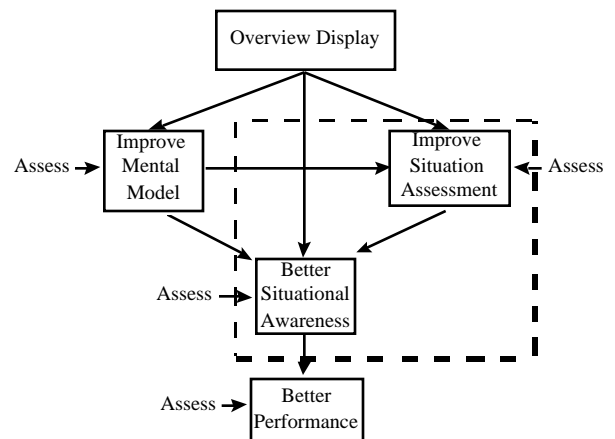 Overview Display
Improve
Mental
Model
Improve
Situation
Assessment
Assess
Assess
Better
Situational
Awareness
Assess
Better
Performance
Assess